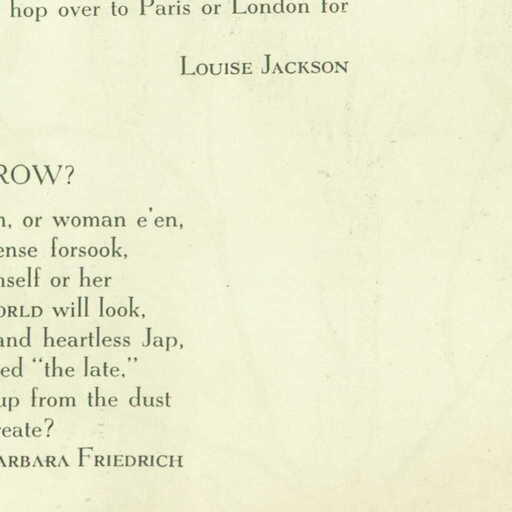 hop over to Paris or London for
Louise Jackson
ROW?
n, or woman e'en,
ense forsook,
nself or her
ORLD will look,
and heartless Jap,
ed "the late,"
up from the dust
reate?
ARBARA FRIEDRICH